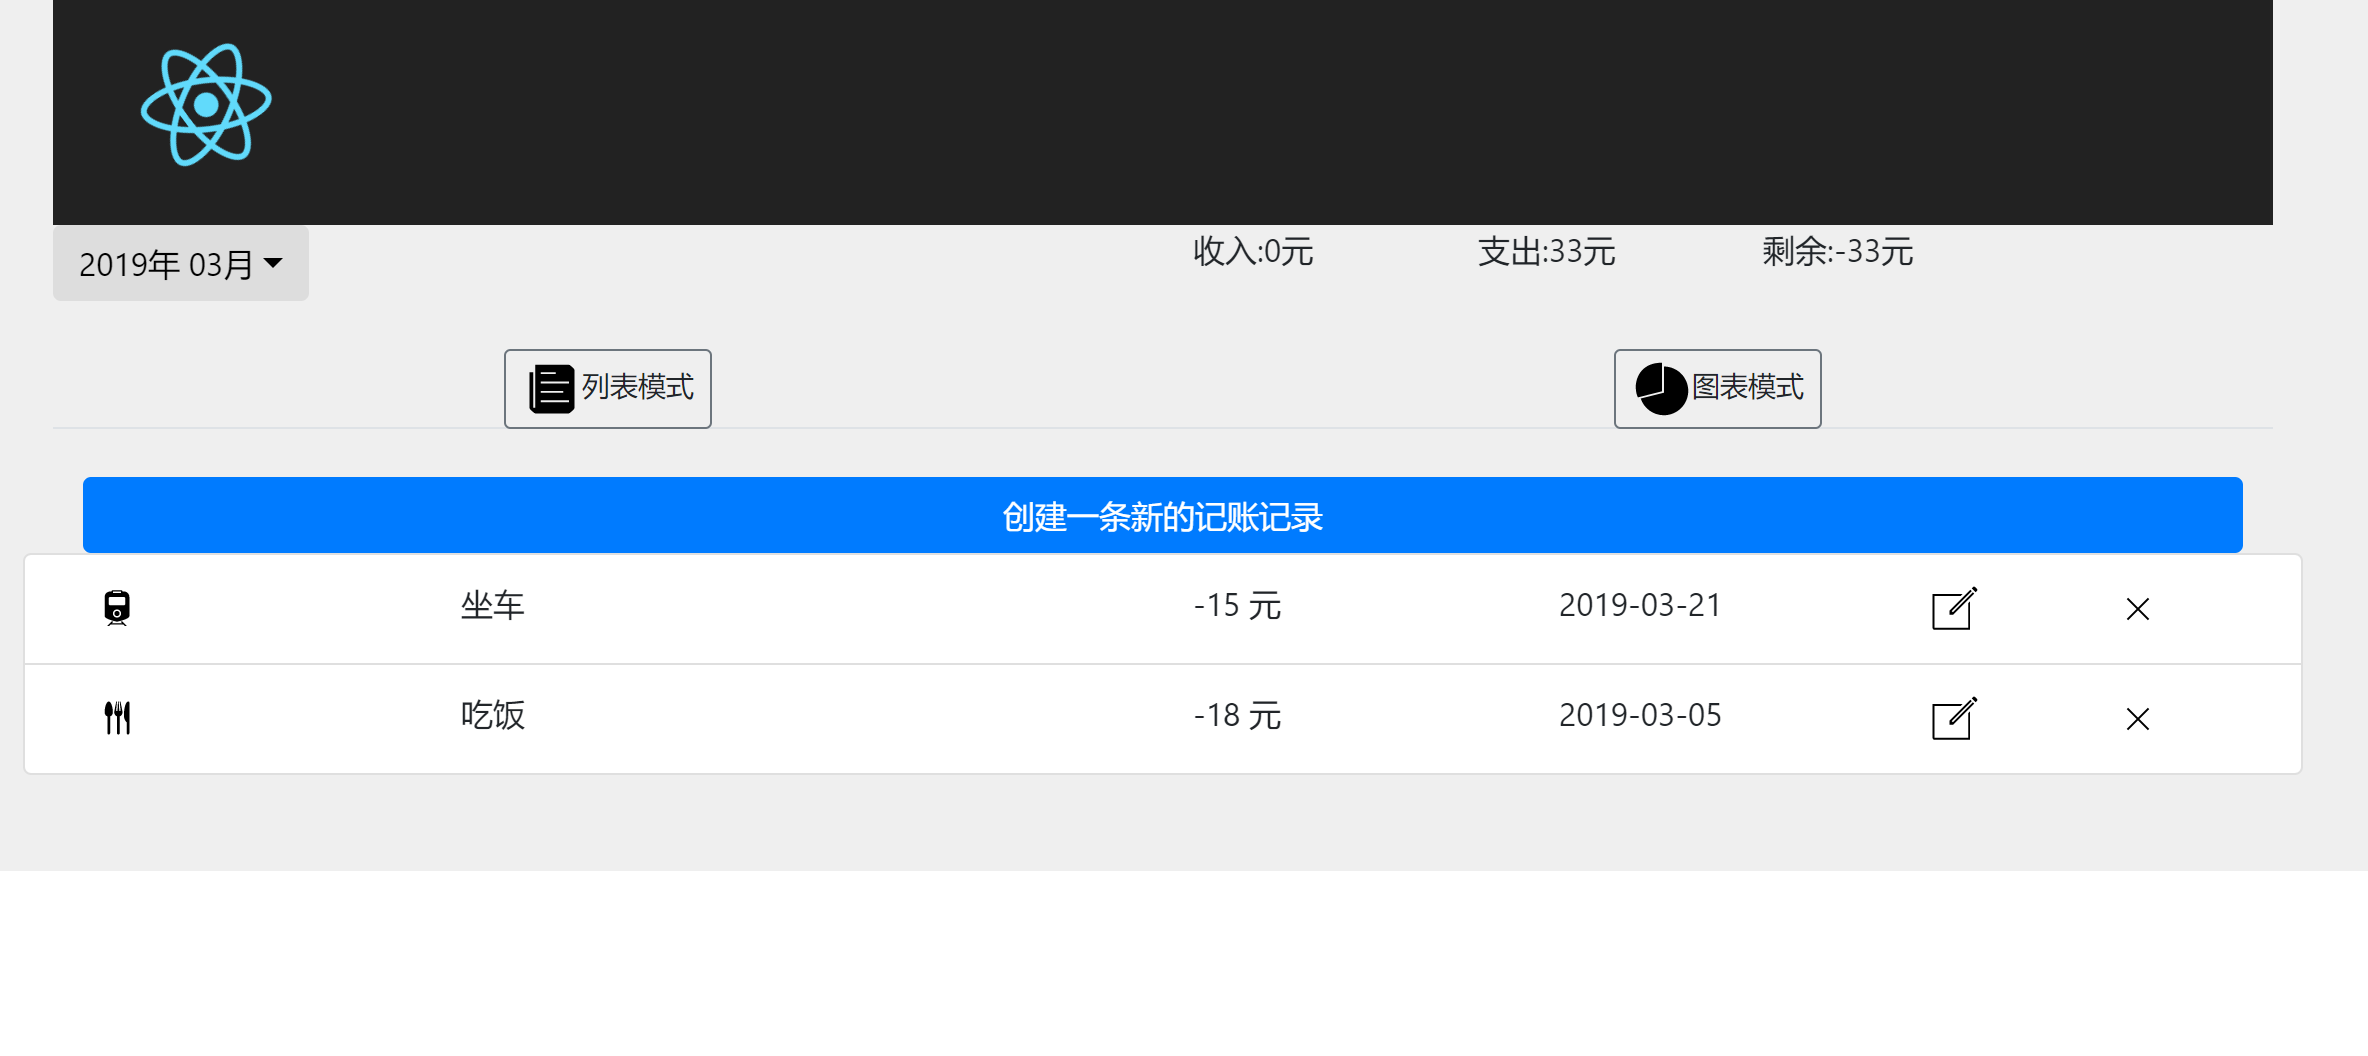 2019年 03月
收入:0元 支出:33元 剩余:-33元
列表模式 图表模式
创建一条新的记账记录
坐车 -15 元 2019-03-21
吃饭 -18 元 2019-03-05